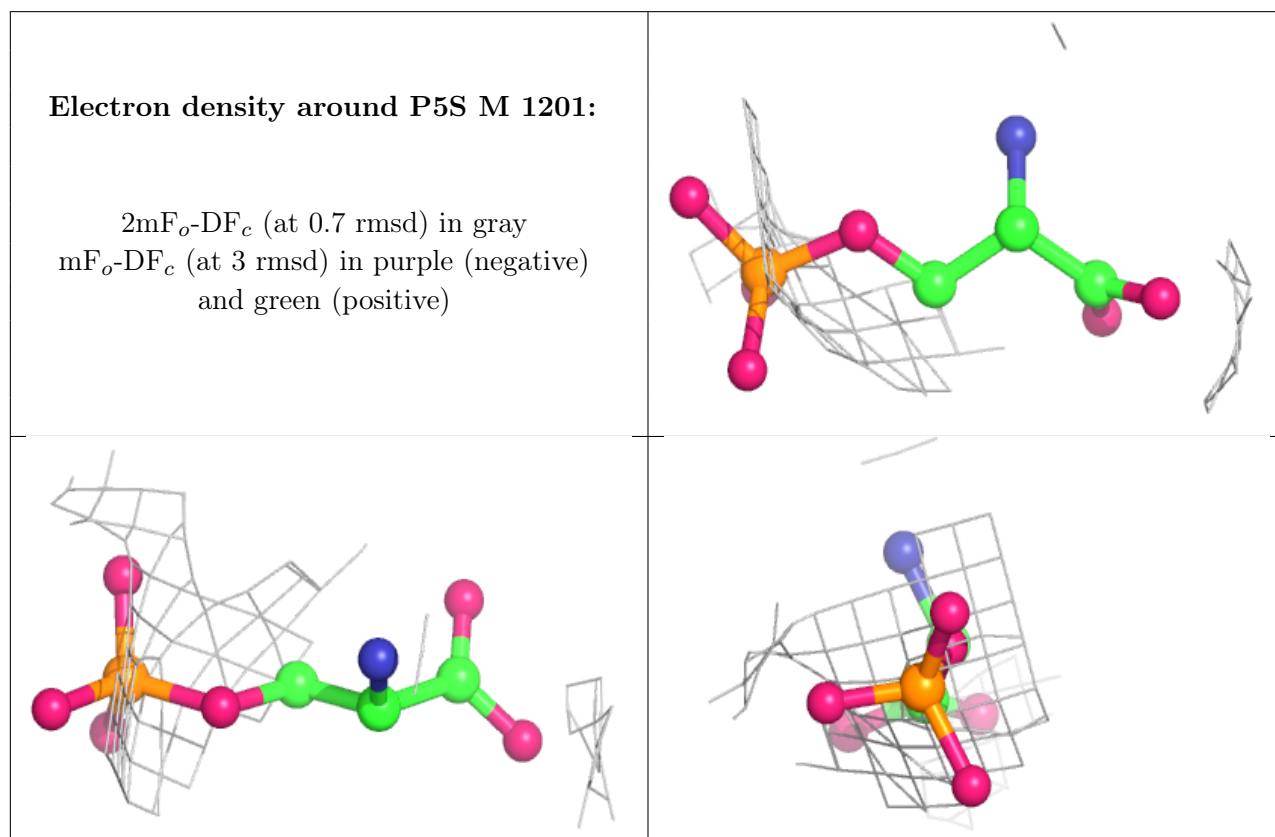 Electron density around P5S M 1201:
2mFo-DFc (at 0.7 rmsd) in gray
mFo-DFc (at 3 rmsd) in purple (negative)
and green (positive)